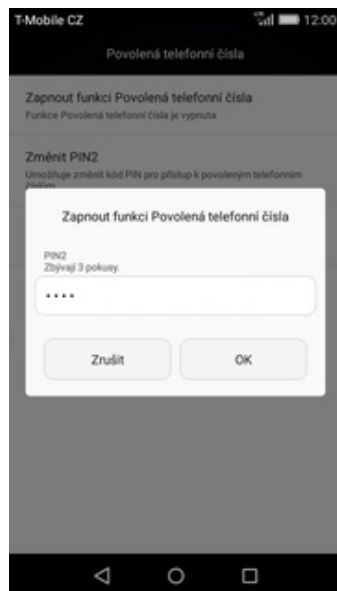 T-Mobile CZ 12:00
Povolená telefonní čísla
Zapnout funkci Povolená telefonní čísla
Funkce Povolená telefonní čísla je vypnuta
Změnit PIN2
Umožňuje změnit kód PIN pro přístup k povoleným telefonním
číslům
Zapnout funkci Povolená telefonní čísla
PIN2
Zbývají 3 pokusy.
....
Zrušit OK